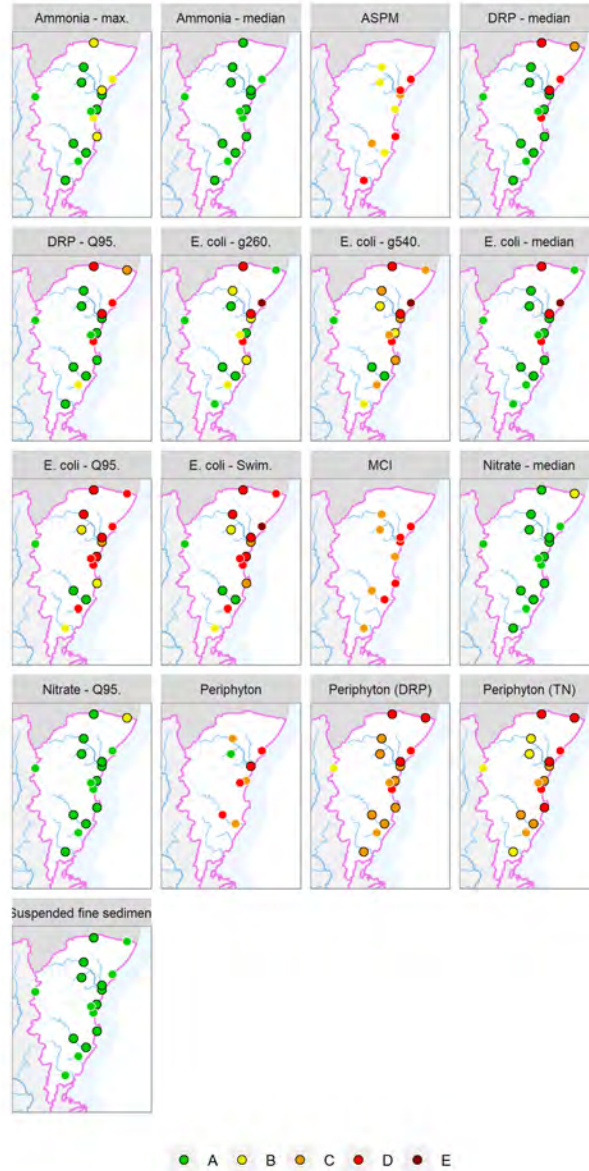 Ammonia - max. Ammonia - median ASPM DRP - median
DRP - Q95. E. coli - g260. E. coli - g540. E. coli - median
E. coli - Q95. E. coli - Swim. MCI Nitrate - median
Nitrate - Q95. Periphyton Periphyton (DRP) Periphyton (TN)
Suspended fine sedimen
A B C D E